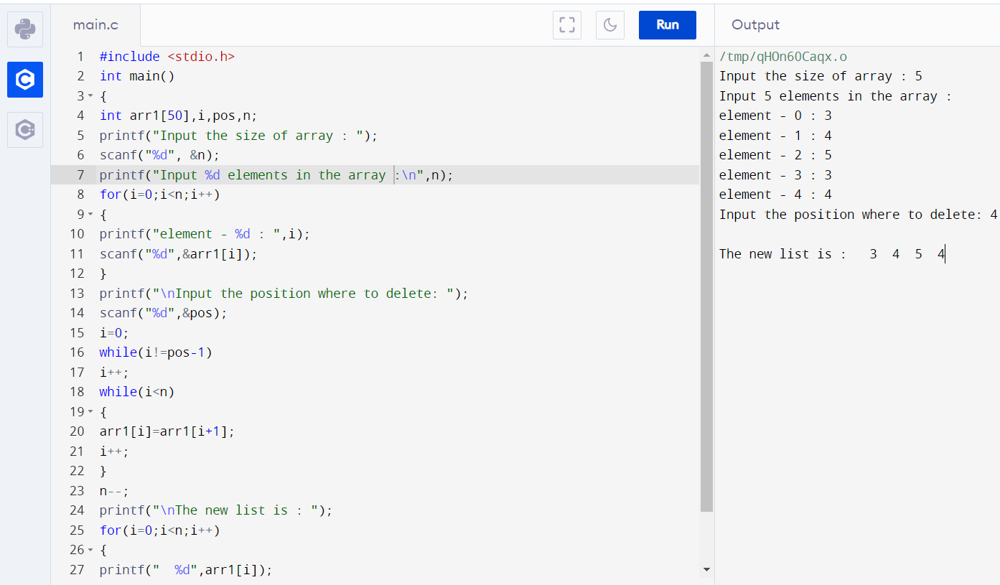 main.c
Run
1 #include <stdio.h>
2 int main()
3 {
4 int arr1[50],i,pos,n;
5 printf("Input the size of array : ");
6 scanf("%d", &n);
7 printf("Input %d elements in the array :\n",n);
8 for(i=0;i<n;i++)
9 {
10 printf("element - %d : ",i);
11 scanf("%d",&arr1[i]);
12 }
13 printf("\nInput the position where to delete: ");
14 scanf("%d",&pos);
15 i=0;
16 while(i!=pos-1)
17 i++;
18 while(i<n)
19 {
20 arr1[i]=arr1[i+1];
21 i++;
22 }
23 n--;
24 printf("\nThe new list is : ");
25 for(i=0;i<n;i++)
26 {
27 printf("  %d",arr1[i]);
Output
/tmp/qHOn6OCaqx.o
Input the size of array : 5
Input 5 elements in the array :
element - 0 : 3
element - 1 : 4
element - 2 : 5
element - 3 : 3
element - 4 : 4
Input the position where to delete: 4
The new list is :   3  4  5  4